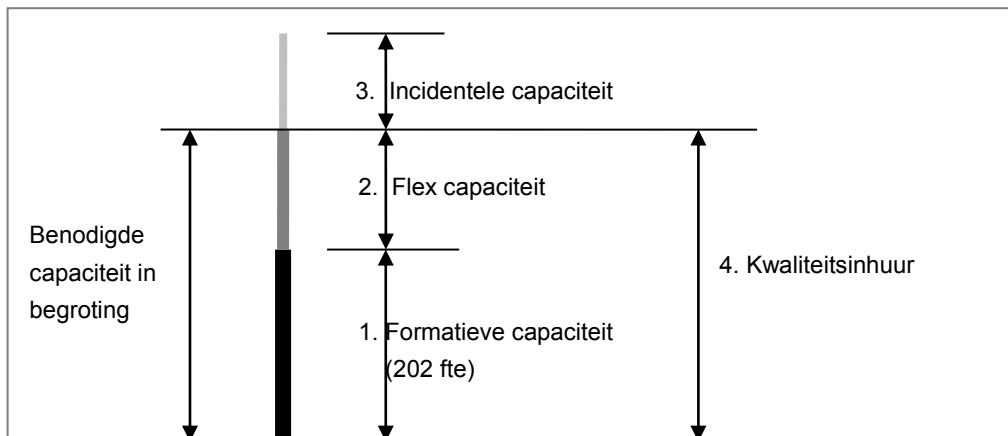 3. Incidentele capaciteit
2. Flex capaciteit
Benodigde
capaciteit in
begroting
4. Kwaliteitsinhuur
1. Formatieve capaciteit
(202 fte)